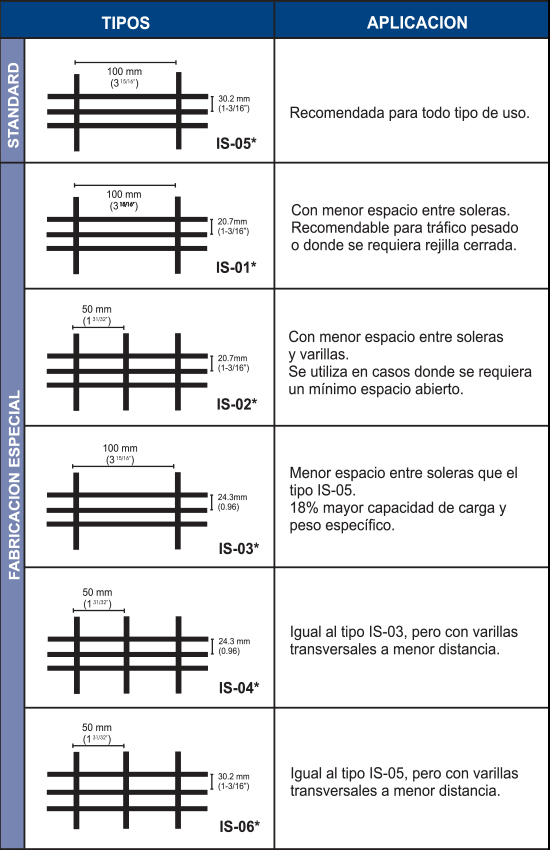 TIPOS
APLICACION
STANDARD
100 mm
(3 15/16")
30.2 mm
(1-3/16")
IS-05*
Recomendada para todo tipo de uso.
FABRICACION ESPECIAL
100 mm
(3 15/16")
20.7mm
(1-3/16")
IS-01*
Con menor espacio entre soleras.
Recomendable para tráfico pesado
o donde se requiera rejilla cerrada.
50 mm
(1 31/32")
20.7mm
(1-3/16")
IS-02*
Con menor espacio entre soleras
y varillas.
Se utiliza en casos donde se requiera
un mínimo espacio abierto.
100 mm
(3 15/16")
24.3mm
(0.96)
IS-03*
Menor espacio entre soleras que el
tipo IS-05.
18% mayor capacidad de carga y
peso específico.
50 mm
(1 31/32")
24.3 mm
(0.96)
IS-04*
Igual al tipo IS-03, pero con varillas
transversales a menor distancia.
50 mm
(1 31/32")
30.2 mm
(1-3/16")
IS-06*
Igual al tipo IS-05, pero con varillas
transversales a menor distancia.